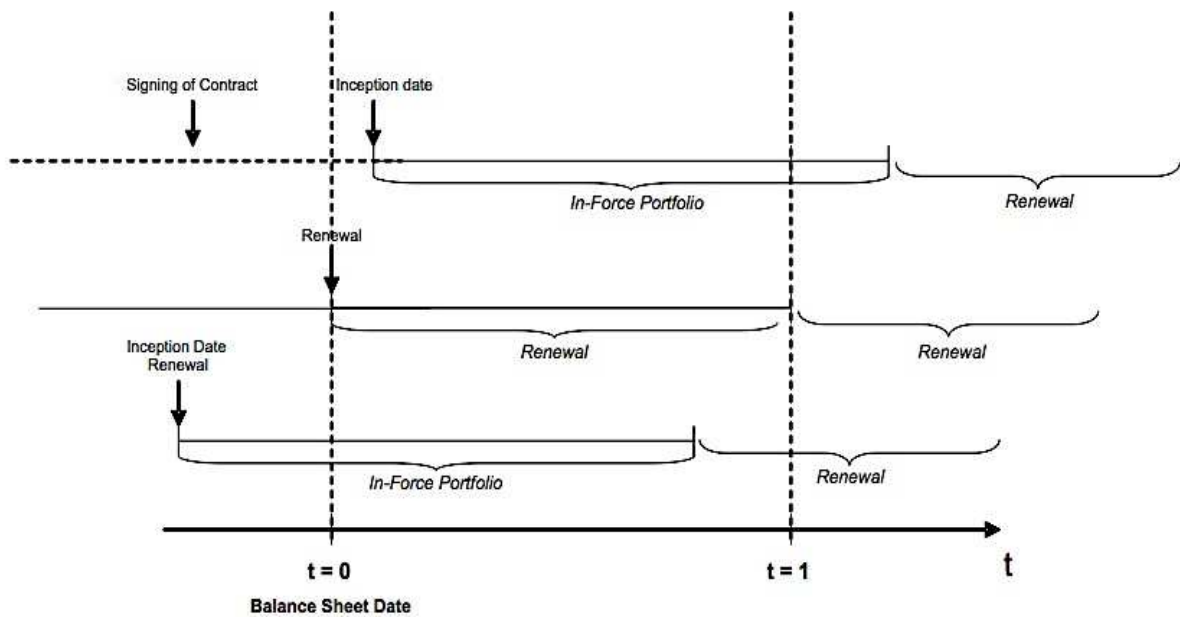 Signing of Contract
Inception date
In-Force Portfolio
Renewal
Renewal
Renewal
Renewal
Inception Date
Renewal
In-Force Portfolio
Renewal
t = 0
t = 1
t
Balance Sheet Date